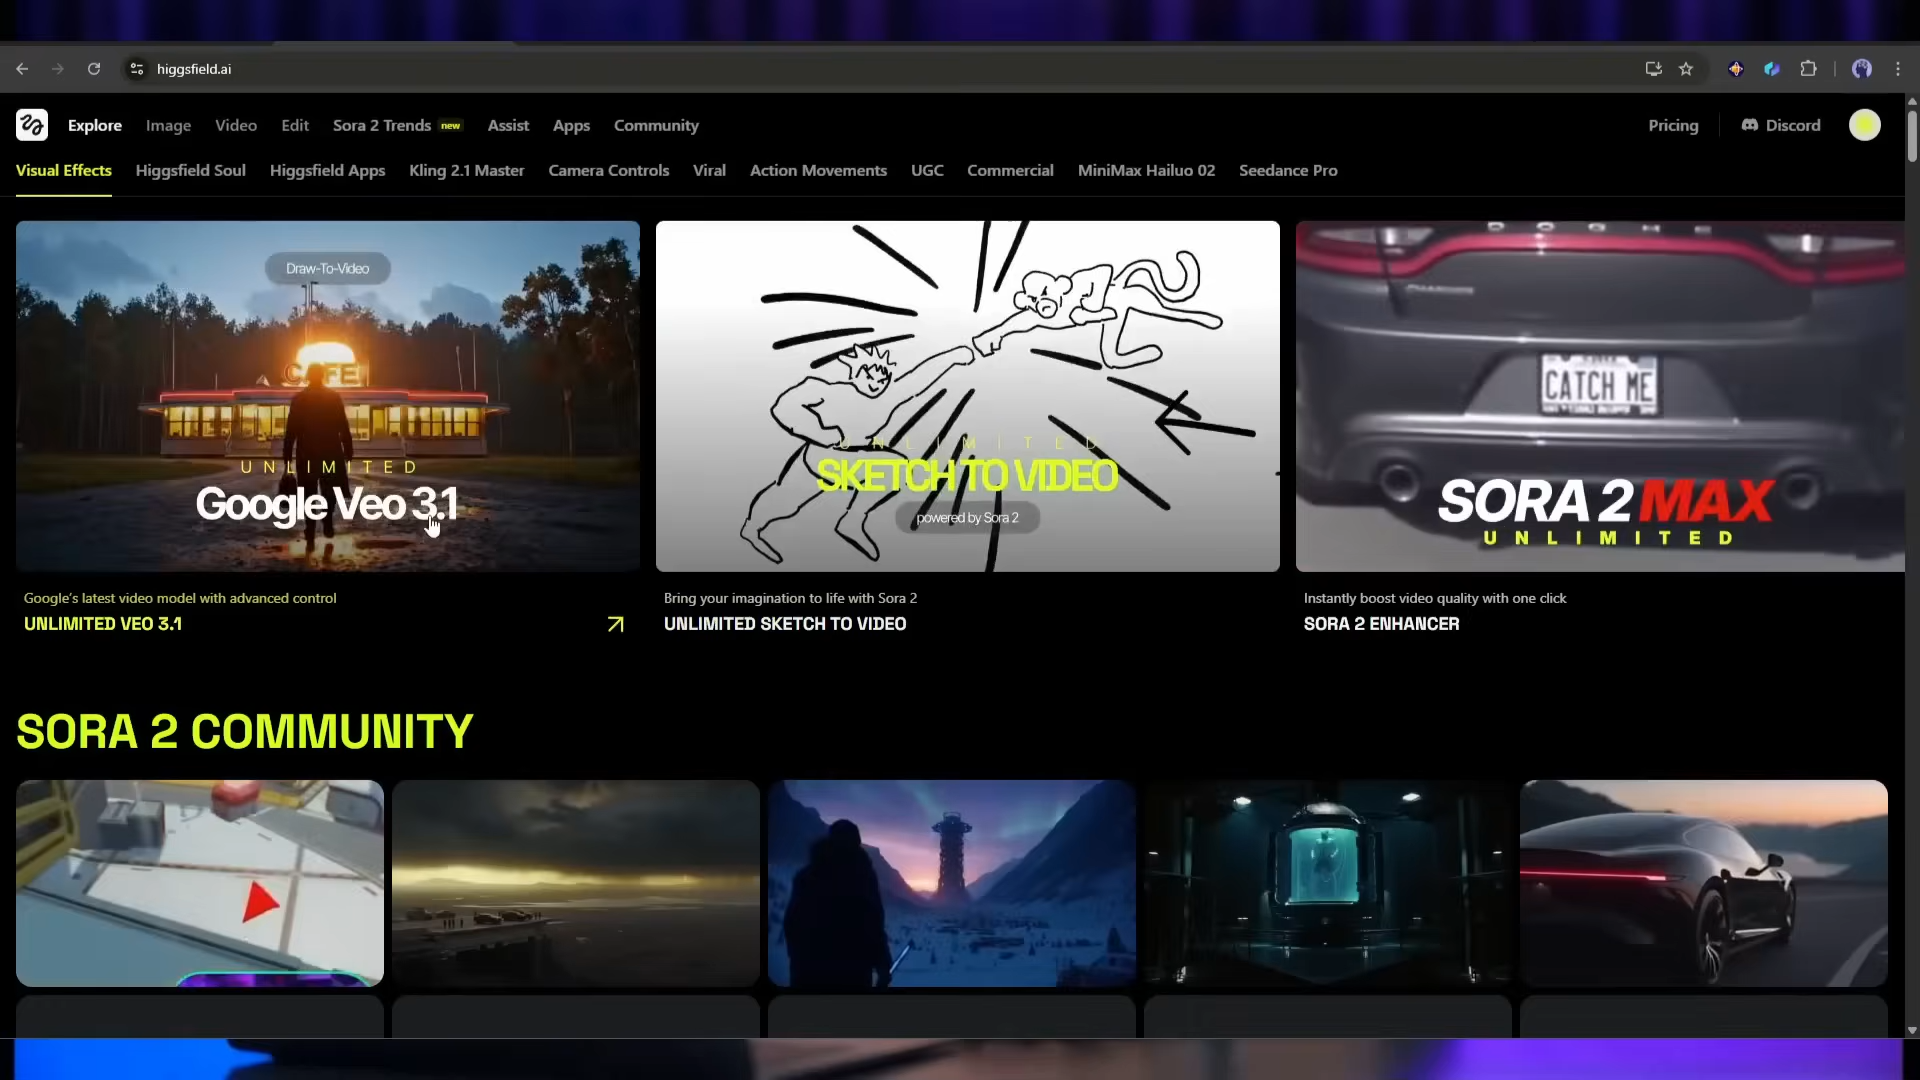 higgsfield.ai
Explore Image Video Edit Sora 2 Trends new Assist Apps Community Pricing Discord
Visual Effects Higgsfield Soul Higgsfield Apps Kling 2.1 Master Camera Controls Viral Action Movements UGC Commercial MiniMax Hailuo 02 Seedance Pro
Draw-To-Video
CAFE
UNLIMITED
Google Veo 3.1
Google's latest video model with advanced control
UNLIMITED VEO 3.1
UNLIMITED
SKETCH TO VIDEO
powered by Sora 2
Bring your imagination to life with Sora 2
UNLIMITED SKETCH TO VIDEO
CATCH ME
SORA 2 MAX
UNLIMITED
Instantly boost video quality with one click
SORA 2 ENHANCER
SORA 2 COMMUNITY